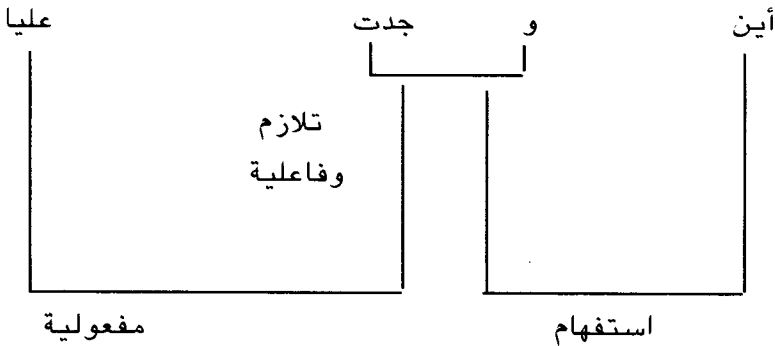 أين و جدت عليا
تلازم
وفاعلية
استفهام مفعولية